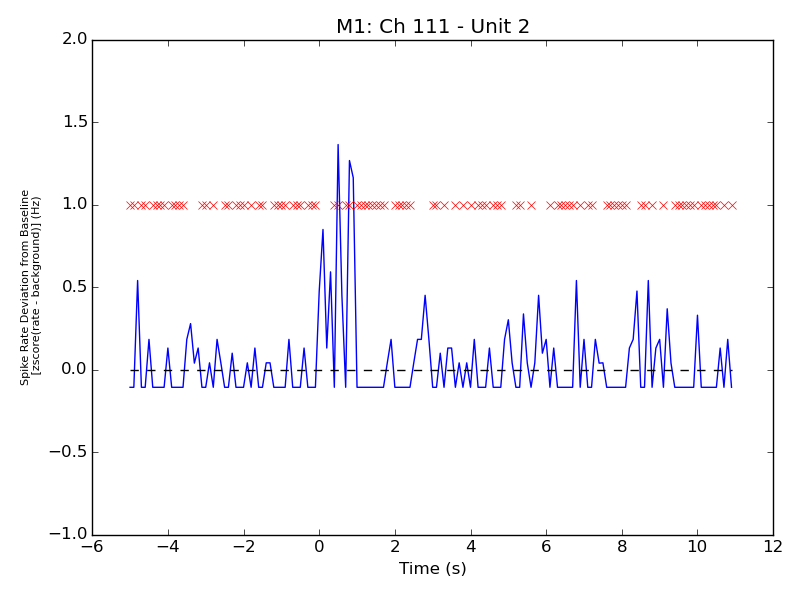 M1: Ch 111 - Unit 2
2.0
1.5
1.0
0.5
0.0
−0.5
−1.0
Spike Rate Deviation from Baseline
[zscore(rate - background)] (Hz)
−6 −4 −2 0 2 4 6 8 10 12
Time (s)